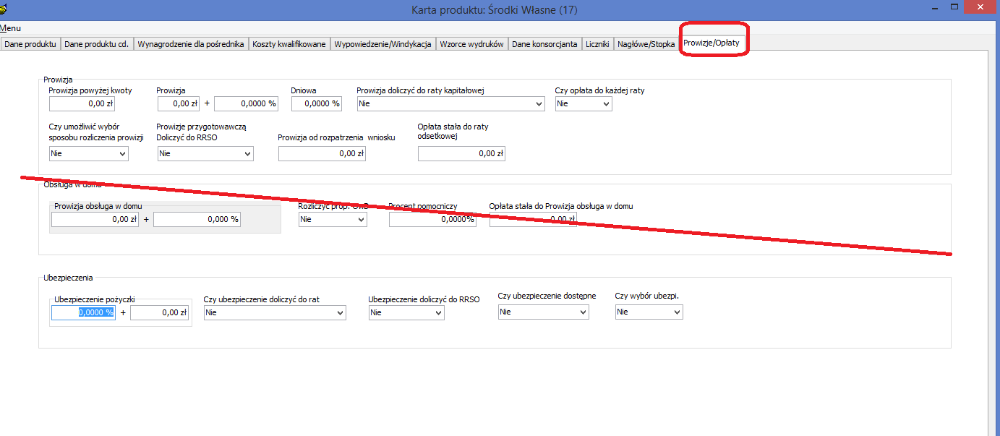 Karta produktu: Środki Własne (17)
Menu
Dane produktu Dane produktu cd. Wynagrodzenie dla pośrednika Koszty kwalifikowane Wypowiedzenie/Windykacja Wzorce wydruków Dane konsorcjanta Liczniki Nagłówe/Stopka Prowizje/Opłaty
Prowizja
Prowizja powyżej kwoty Prowizja Dniowa Prowizja doliczyć do raty kapitałowej Czy opłata do każdej raty
0,00 zł 0,00 zł + 0,0000 % 0,0000 % Nie Nie
Czy umożliwić wybór Prowizje przygotowawczą Opłata stała do raty
sposobu rozliczenia prowizji Doliczyć do RRSO Prowizja od rozpatrzenia wniosku odsetkowej
Nie Nie 0,00 zł 0,00 zł
Obsługa w domu
Prowizja obsługa w domu Rozliczyć prop. OwD Procent pomocniczy Opłata stała do Prowizja obsługa w domu
0,00 zł + 0,000 % Nie 0,0000% 0,00 zł
Ubezpieczenia
Ubezpieczenie pożyczki Czy ubezpieczenie doliczyć do rat Ubezpieczenie doliczyć do RRSO Czy ubezpieczenie dostępne Czy wybór ubezpi.
0,0000 % + 0,00 zł Nie Nie Nie Nie